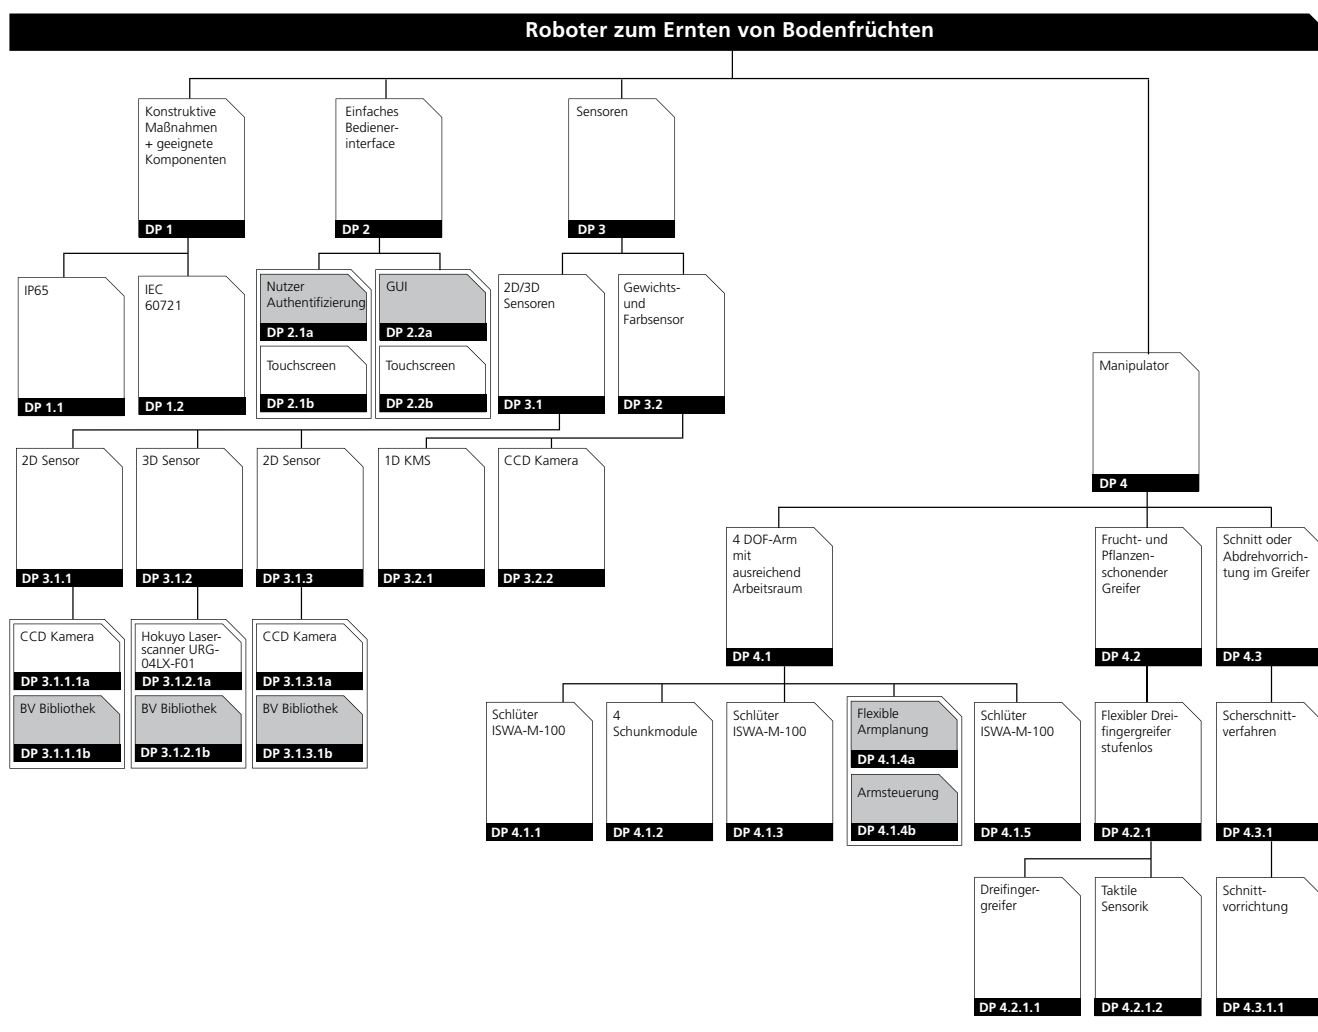 Roboter zum Ernten von Bodenfrüchten
Konstruktive
Maßnahmen
+ geeignete
Komponenten
DP 1
Einfaches
Bediener-
interface
DP 2
Sensoren
DP 3
IP65
DP 1.1
IEC
60721
DP 1.2
Nutzer
Authentifizierung
DP 2.1a
Touchscreen
DP 2.1b
GUI
DP 2.2a
Touchscreen
DP 2.2b
2D/3D
Sensoren
DP 3.1
Gewichts-
und
Farbsensor
DP 3.2
Manipulator
DP 4
2D Sensor
DP 3.1.1
3D Sensor
DP 3.1.2
2D Sensor
DP 3.1.3
1D KMS
DP 3.2.1
CCD Kamera
DP 3.2.2
4 DOF-Arm
mit
ausreichend
Arbeitsraum
DP 4.1
Frucht- und
Pflanzen-
schonender
Greifer
DP 4.2
Schnitt oder
Abdrehvorrich-
tung im Greifer
DP 4.3
CCD Kamera
DP 3.1.1.1a
BV Bibliothek
DP 3.1.1.1b
Hokuyo Laser-
scanner URG-
04LX-F01
DP 3.1.2.1a
BV Bibliothek
DP 3.1.2.1b
CCD Kamera
DP 3.1.3.1a
BV Bibliothek
DP 3.1.3.1b
Schlüter
ISWA-M-100
DP 4.1.1
4
Schunkmodule
DP 4.1.2
Schlüter
ISWA-M-100
DP 4.1.3
Flexible
Armplanung
DP 4.1.4a
Armsteuerung
DP 4.1.4b
Schlüter
ISWA-M-100
DP 4.1.5
Flexibler Drei-
fingergreifer
stufenlos
DP 4.2.1
Scherschnitt-
verfahren
DP 4.3.1
Dreifinger-
greifer
DP 4.2.1.1
Taktile
Sensorik
DP 4.2.1.2
Schnitt-
vorrichtung
DP 4.3.1.1